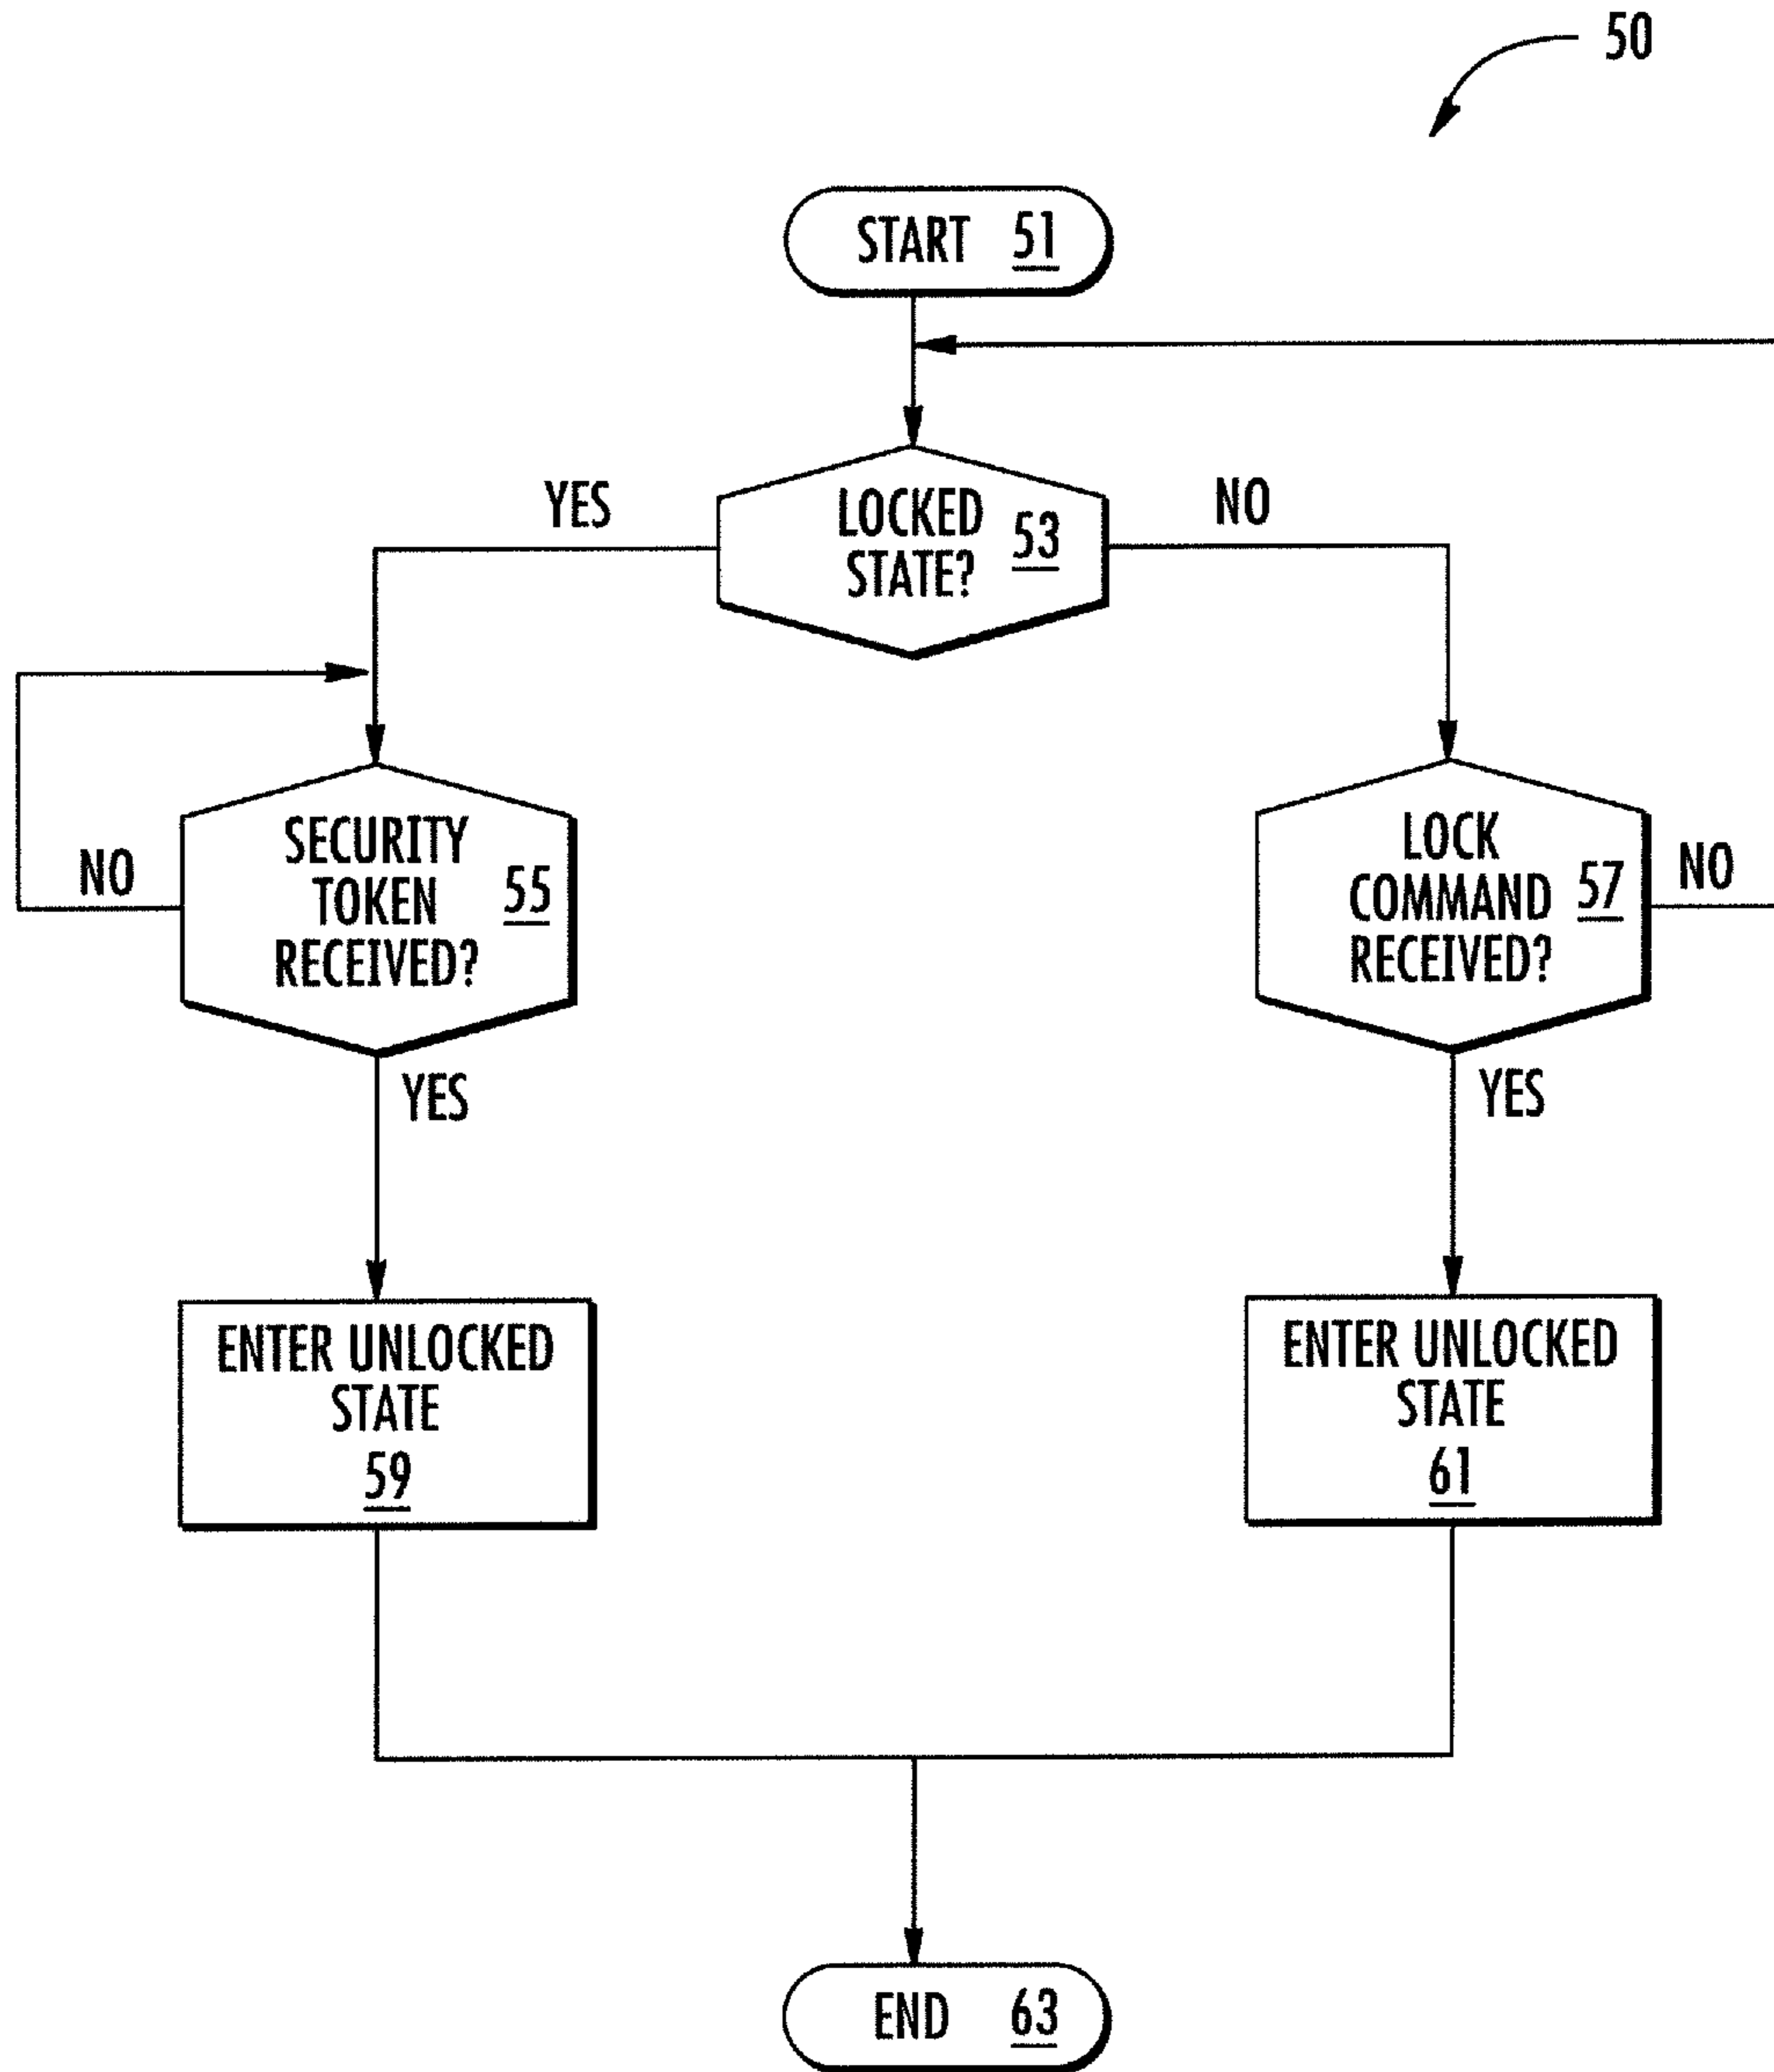 50
START 51
YES
LOCKED
STATE?
53
NO
NO
SECURITY
TOKEN
RECEIVED?
55
YES
LOCK
COMMAND
RECEIVED?
57
NO
YES
ENTER UNLOCKED
STATE
59
ENTER UNLOCKED
STATE
61
END 63